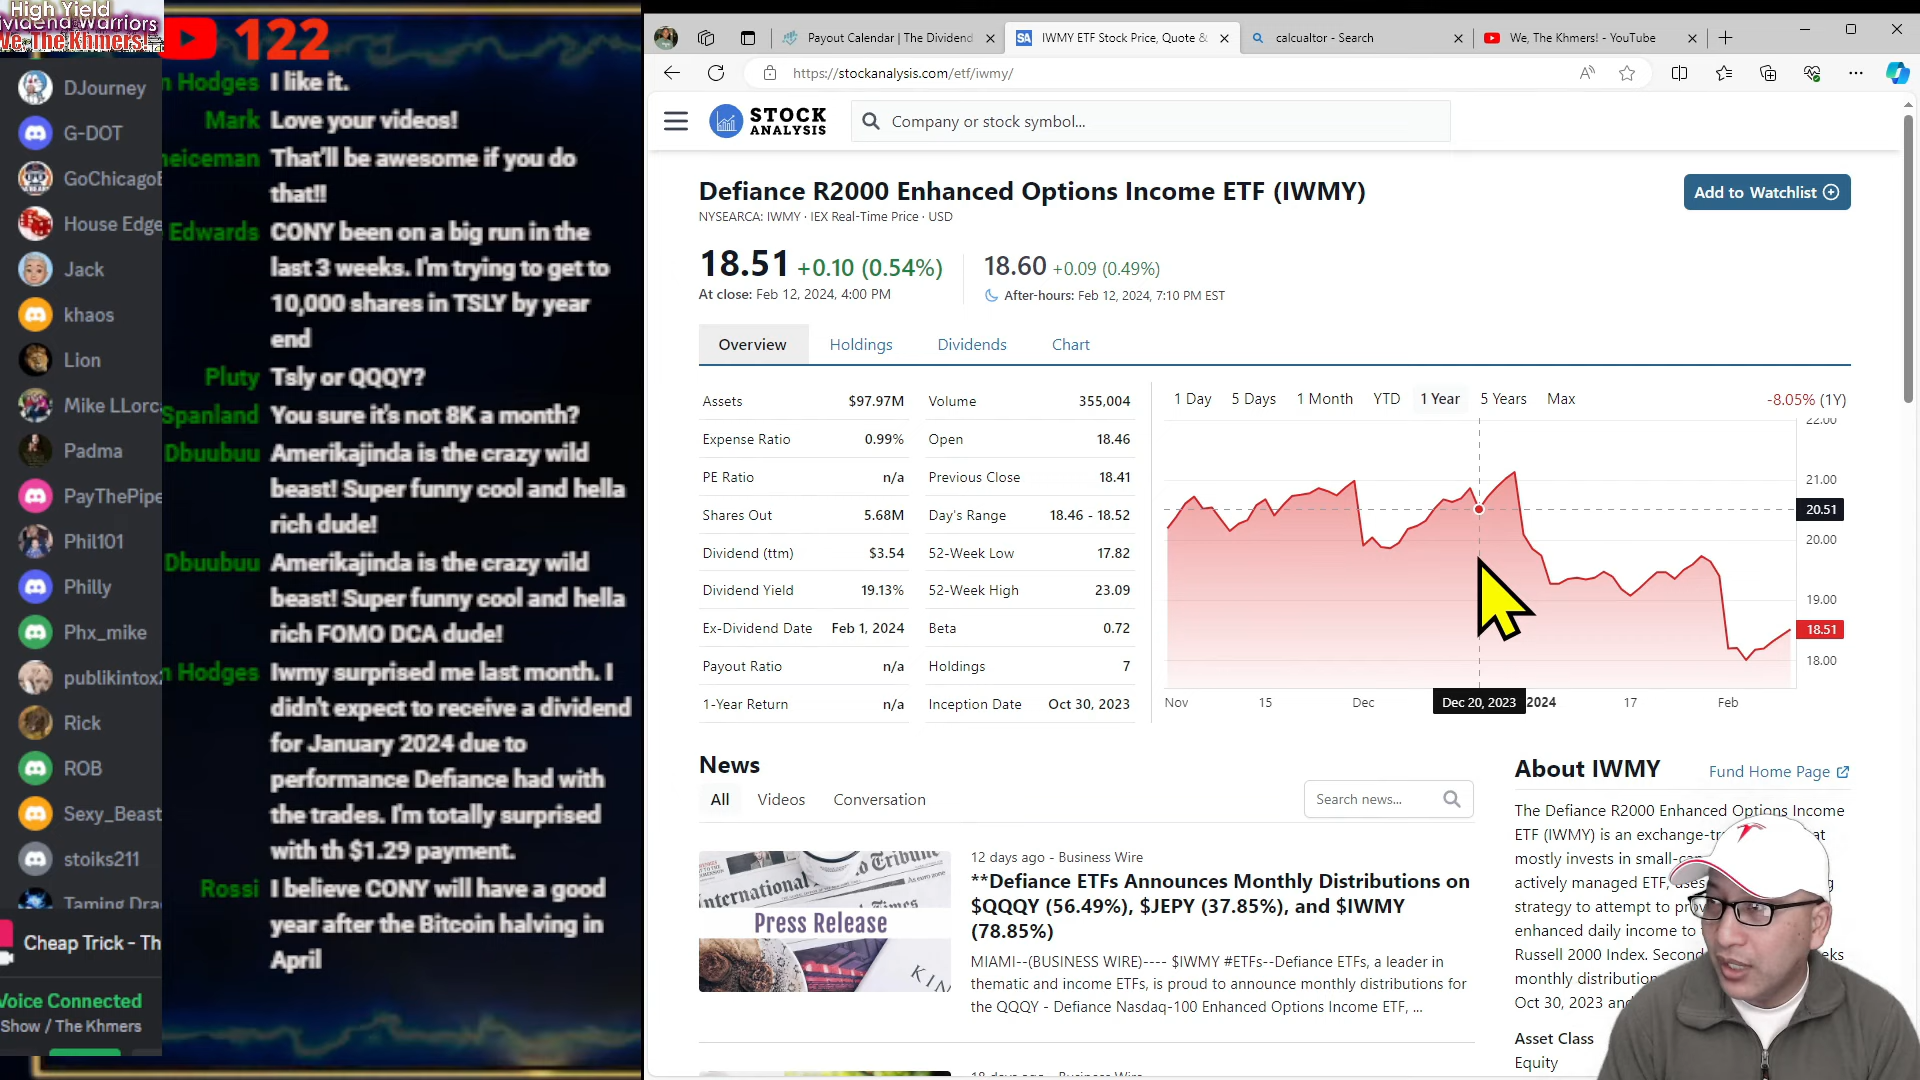 High Yield
Dividend Warriors
We, The Khmers!
122
DJourney
G-DOT
GoChicago
House Edge
Jack
khaos
Lion
Mike LLorc
Padma
PayThePipe
Phil101
Philly
Phx_mike
publikintox
Rick
ROB
Sexy_Beast
stoiks211
Taming Dra
Cheap Trick - Th
Voice Connected
Show / The Khmers
Hodges I like it.
Mark Love your videos!
heiceman That'll be awesome if you do
that!!
Edwards CONY been on a big run in the
last 3 weeks. I'm trying to get to
10,000 shares in TSLY by year
end
Pluty Tsly or QQQY?
Spanland You sure it's not 8K a month?
Dbuubuu Amerikajinda is the crazy wild
beast! Super funny cool and hella
rich dude!
Dbuubuu Amerikajinda is the crazy wild
beast! Super funny cool and hella
rich FOMO DCA dude!
Hodges Iwmy surprised me last month. I
didn't expect to receive a dividend
for January 2024 due to
performance Defiance had with
the trades. I'm totally surprised
with th $1.29 payment.
Rossi I believe CONY will have a good
year after the Bitcoin halving in
April
Payout Calendar | The Dividend
SA IWMY ETF Stock Price, Quote &
calcualtor - Search
We, The Khmers! - YouTube
https://stockanalysis.com/etf/iwmy/
STOCK
ANALYSIS
Company or stock symbol...
Defiance R2000 Enhanced Options Income ETF (IWMY)
NYSEARCA: IWMY · IEX Real-Time Price · USD
Add to Watchlist
18.51 +0.10 (0.54%)
At close: Feb 12, 2024, 4:00 PM
18.60 +0.09 (0.49%)
After-hours: Feb 12, 2024, 7:10 PM EST
Overview Holdings Dividends Chart
Assets $97.97M Volume 355,004
Expense Ratio 0.99% Open 18.46
PE Ratio n/a Previous Close 18.41
Shares Out 5.68M Day's Range 18.46 - 18.52
Dividend (ttm) $3.54 52-Week Low 17.82
Dividend Yield 19.13% 52-Week High 23.09
Ex-Dividend Date Feb 1, 2024 Beta 0.72
Payout Ratio n/a Holdings 7
1-Year Return n/a Inception Date Oct 30, 2023
1 Day 5 Days 1 Month YTD 1 Year 5 Years Max -8.05% (1Y)
22.00
21.00
20.51
20.00
19.00
18.51
18.00
Nov 15 Dec Dec 20, 2023 2024 17 Feb
News
All Videos Conversation
Search news...
International Tribune
Times
Press Release
12 days ago - Business Wire
**Defiance ETFs Announces Monthly Distributions on
$QQQY (56.49%), $JEPY (37.85%), and $IWMY
(78.85%)
MIAMI--(BUSINESS WIRE)---- $IWMY #ETFs--Defiance ETFs, a leader in
thematic and income ETFs, is proud to announce monthly distributions for
the QQQY - Defiance Nasdaq-100 Enhanced Options Income ETF, ...
About IWMY
Fund Home Page
The Defiance R2000 Enhanced Options Income
ETF (IWMY) is an exchange-tr at
mostly invests in small-ca
actively managed ETF, uses
strategy to attempt to pro
enhanced daily income to
Russell 2000 Index. Second eeks
monthly distribution
Oct 30, 2023 an
Asset Class
Equity